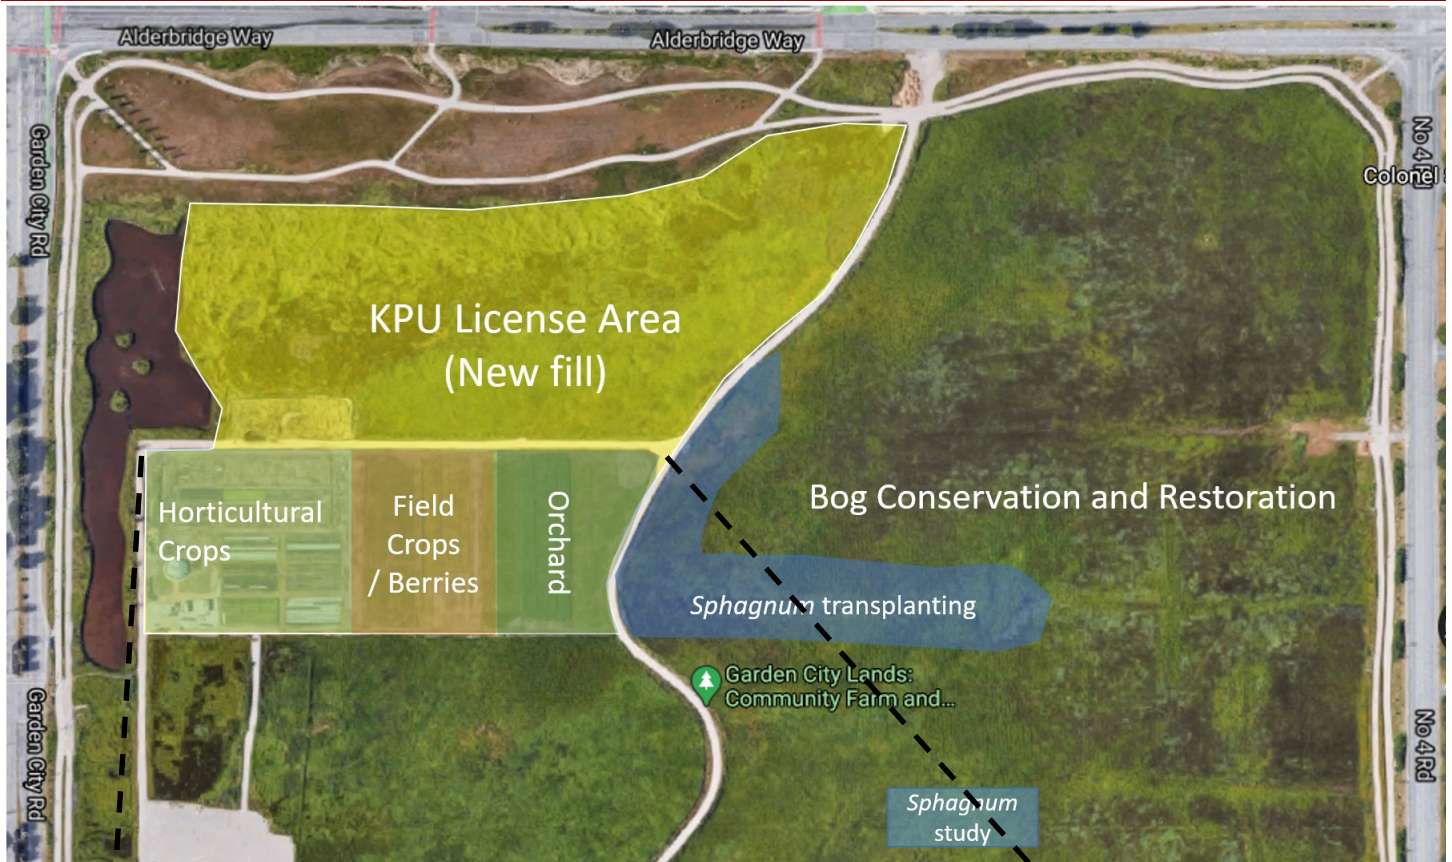 Alderbridge Way
Alderbridge Way
Garden City Rd
No 4 Rd
Colonel
KPU License Area
(New fill)
Horticultural
Crops
Field
Crops
/ Berries
Orchard
Bog Conservation and Restoration
Sphagnum transplanting
Garden City Lands:
Community Farm and...
Garden City Rd
No 4 Rd
Sphagnum
study